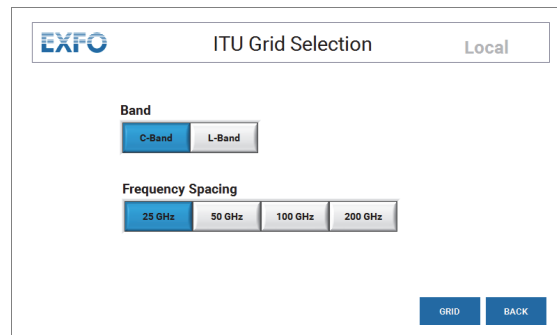 EXFO ITU Grid Selection Local
Band
C-Band L-Band
Frequency Spacing
25 GHz 50 GHz 100 GHz 200 GHz
GRID BACK